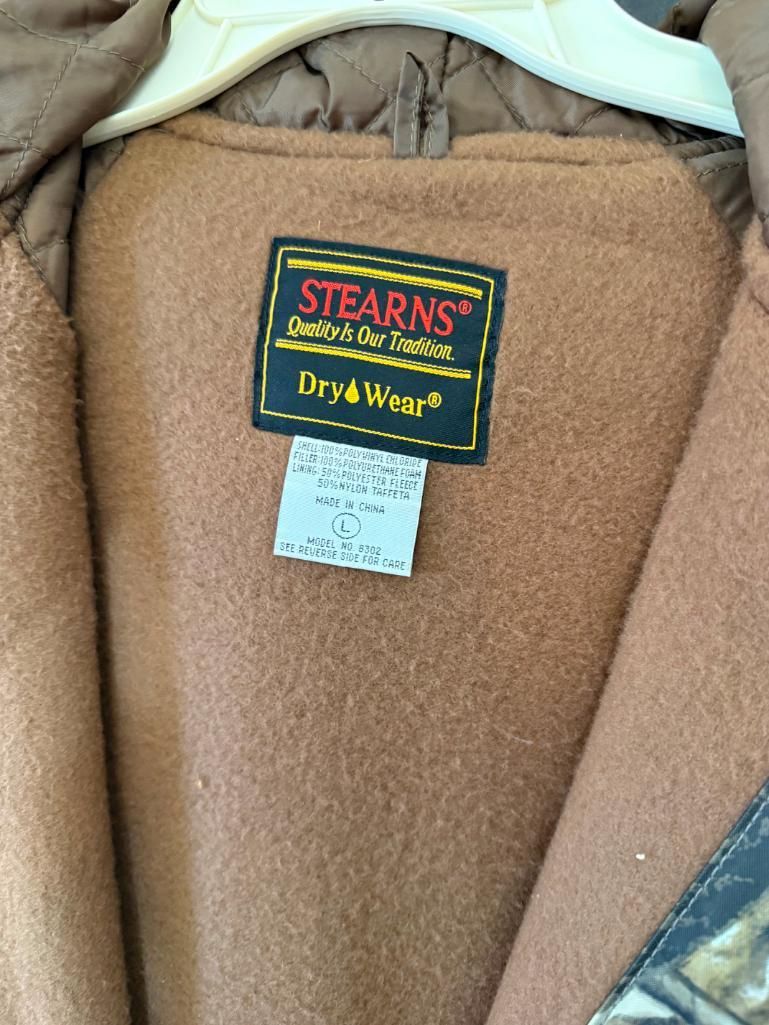 STEARNS®
Quality Is Our Tradition.
Dry Wear®
SHELL: 100% POLYVINYL CHLORIDE
FILLER: 100% POLYURETHANE FOAM
LINING: 50% POLYESTER FLEECE
50% NYLON TAFFETA
MADE IN CHINA
L
MODEL NO. 8302
SEE REVERSE SIDE FOR CARE